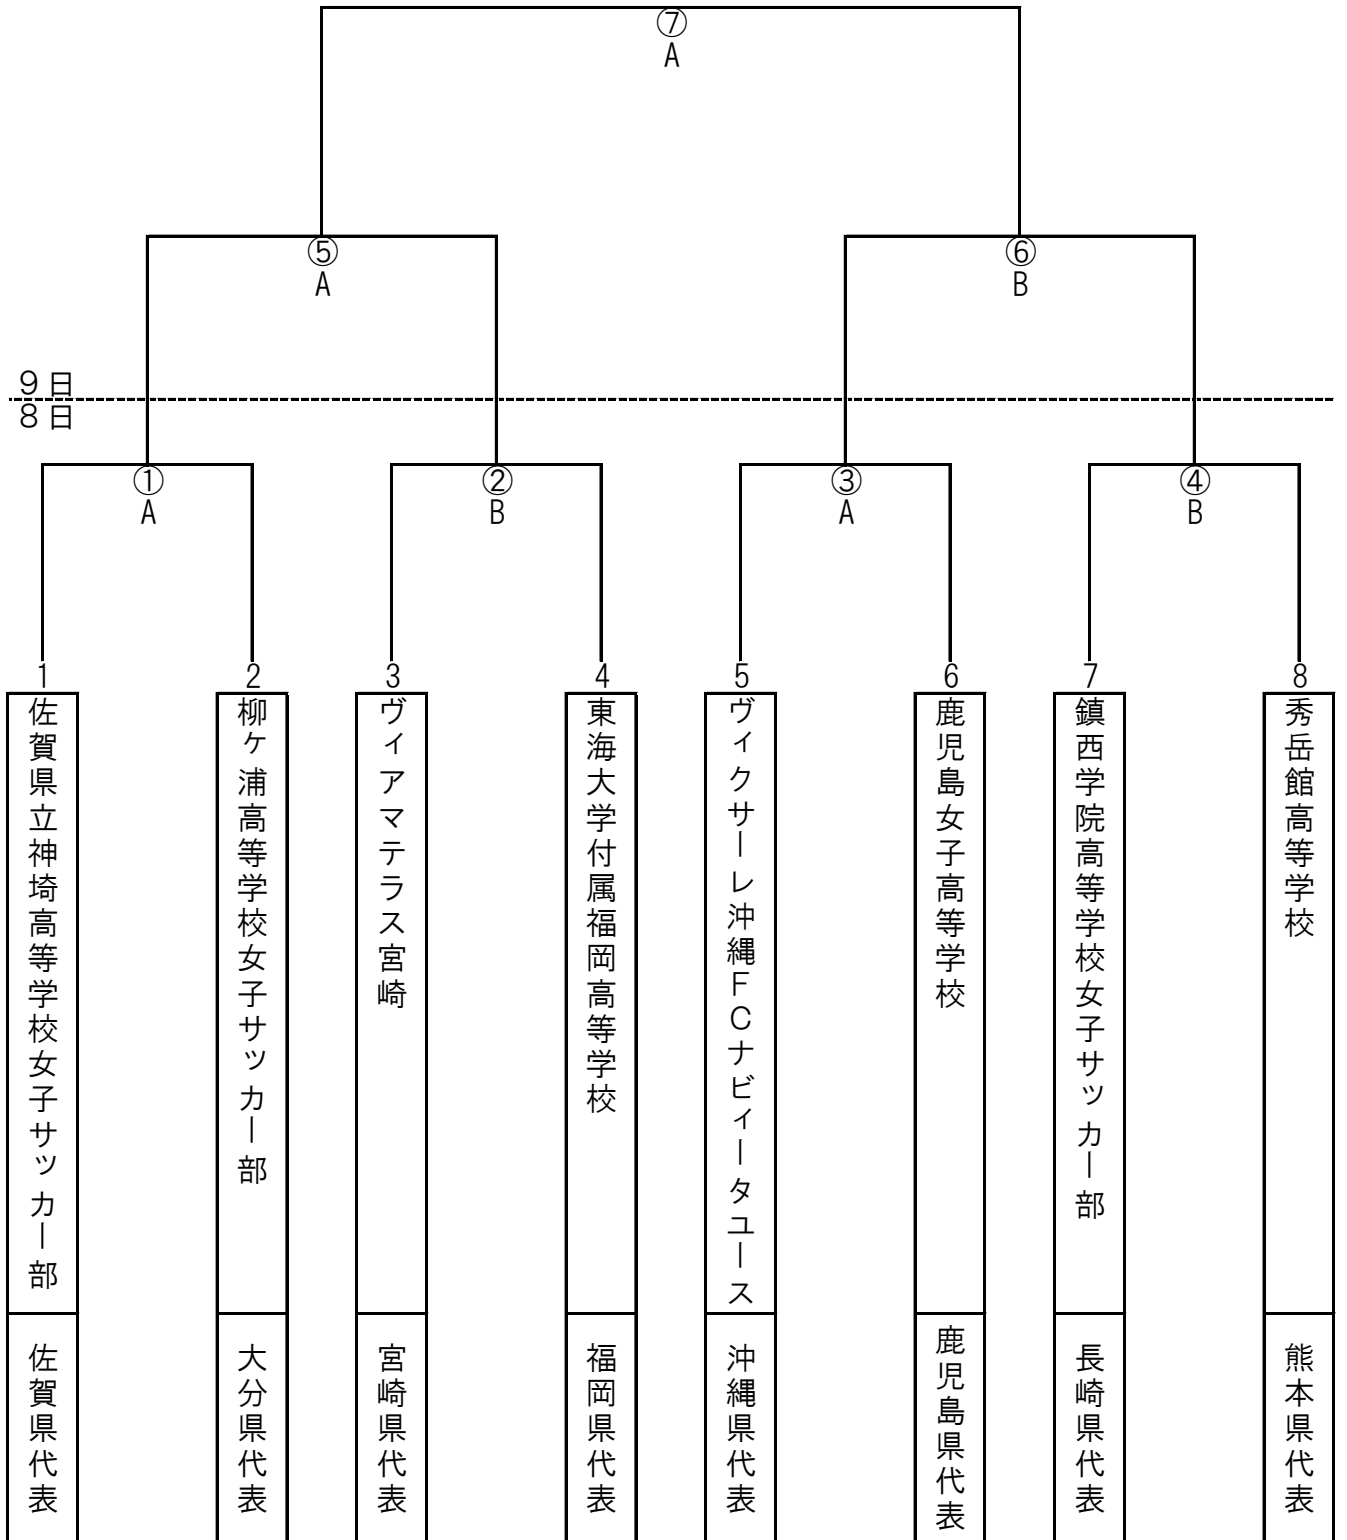 ⑦
A
⑤
A
⑥
B
9日
8日
①
A
②
B
③
A
④
B
1
2
3
4
5
6
7
8
佐賀県立神埼高等学校女子サッカー部
柳ヶ浦高等学校女子サッカー部
ヴィアマテラス宮崎
東海大学付属福岡高等学校
ヴィクサーレ沖縄FCナビィータユース
鹿児島女子高等学校
鎮西学院高等学校女子サッカー部
秀岳館高等学校
佐賀県代表
大分県代表
宮崎県代表
福岡県代表
沖縄県代表
鹿児島県代表
長崎県代表
熊本県代表